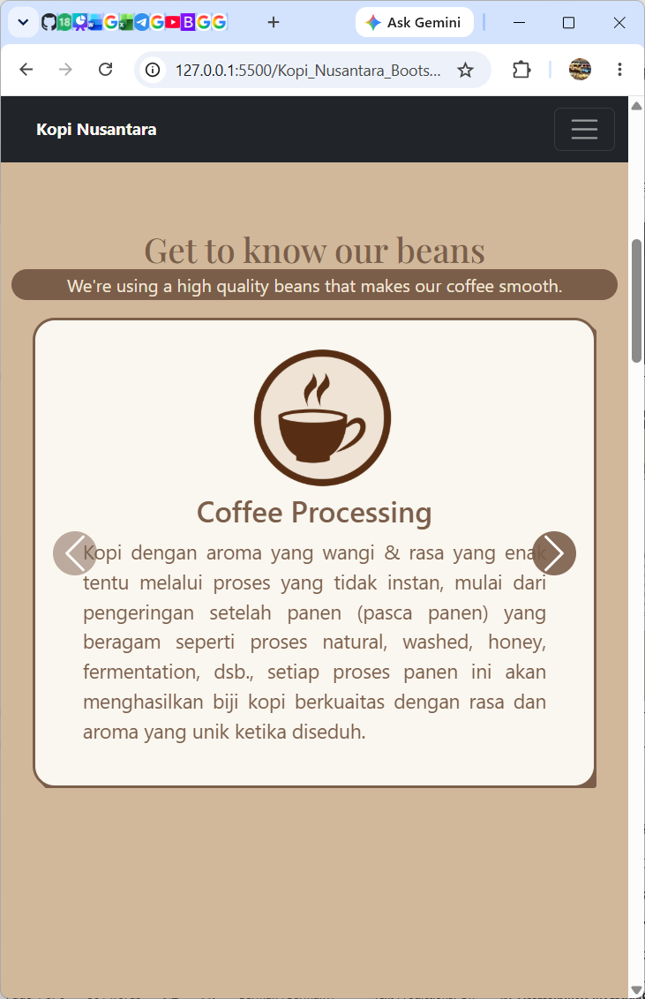 18
Ask Gemini
127.0.0.1:5500/Kopi_Nusantara_Boots...
Kopi Nusantara
Get to know our beans
We're using a high quality beans that makes our coffee smooth.
Coffee Processing
Kopi dengan aroma yang wangi & rasa yang enak
tentu melalui proses yang tidak instan, mulai dari
pengeringan setelah panen (pasca panen) yang
beragam seperti proses natural, washed, honey,
fermentation, dsb., setiap proses panen ini akan
menghasilkan biji kopi berkuaitas dengan rasa dan
aroma yang unik ketika diseduh.